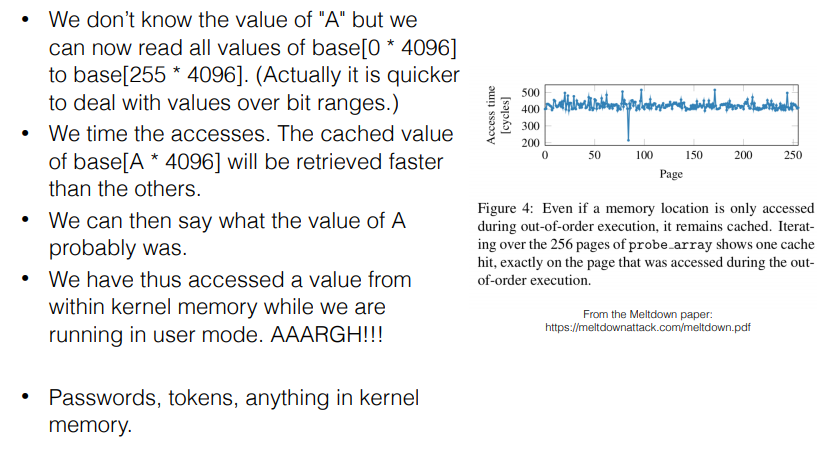 • We don’t know the value of "A" but we
can now read all values of base[0 * 4096]
to base[255 * 4096]. (Actually it is quicker
to deal with values over bit ranges.)
• We time the accesses. The cached value
of base[A * 4096] will be retrieved faster
than the others.
• We can then say what the value of A
probably was.
• We have thus accessed a value from
within kernel memory while we are
running in user mode. AAARGH!!!
• Passwords, tokens, anything in kernel
memory.
Access time
[cycles]
500
400
300
200
0 50 100 150 200 250
Page
Figure 4: Even if a memory location is only accessed
during out-of-order execution, it remains cached. Iterat-
ing over the 256 pages of probe_array shows one cache
hit, exactly on the page that was accessed during the out-
of-order execution.
From the Meltdown paper:
https://meltdownattack.com/meltdown.pdf